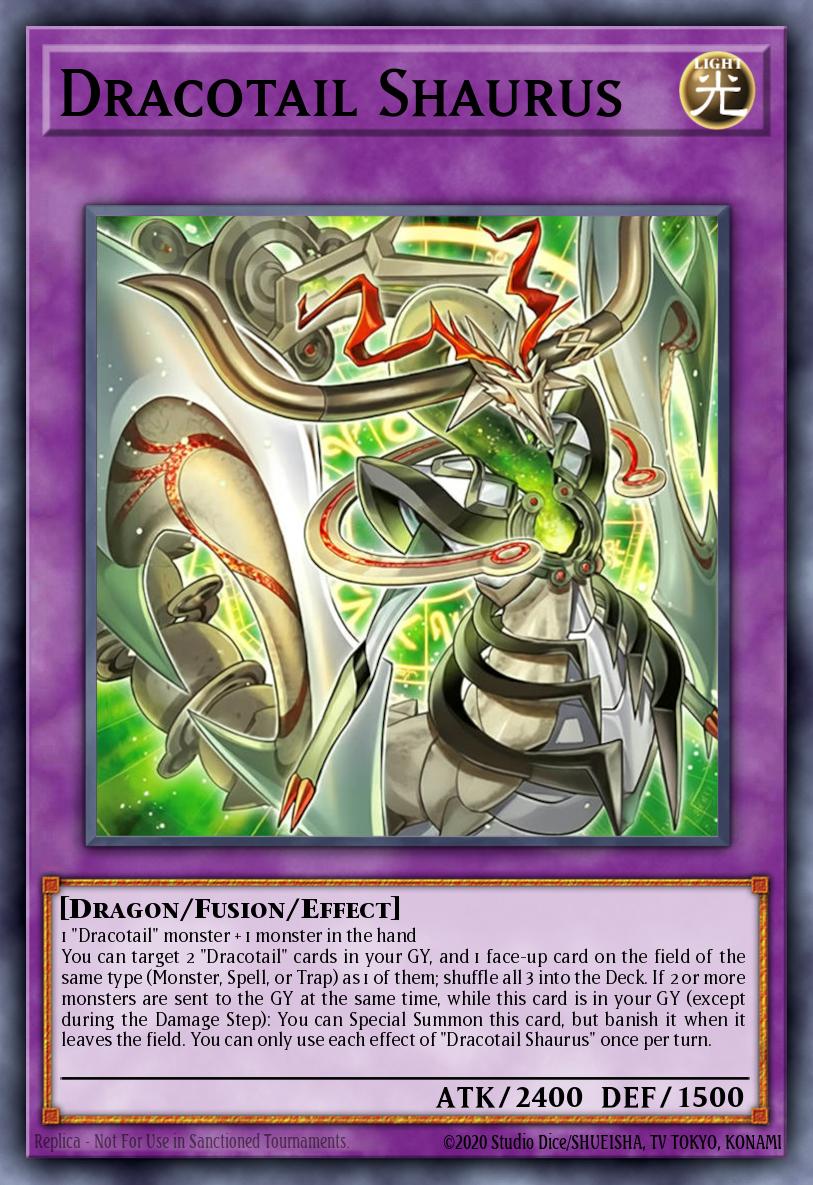 Dracotail Shaurus
LIGHT
光
[Dragon/Fusion/Effect]
1 "Dracotail" monster + 1 monster in the hand
You can target 2 "Dracotail" cards in your GY, and 1 face-up card on the field of the
same type (Monster, Spell, or Trap) as 1 of them; shuffle all 3 into the Deck. If 2 or more
monsters are sent to the GY at the same time, while this card is in your GY (except
during the Damage Step): You can Special Summon this card, but banish it when it
leaves the field. You can only use each effect of "Dracotail Shaurus" once per turn.
ATK/2400 DEF/1500
Replica - Not For Use in Sanctioned Tournaments.
©2020 Studio Dice/SHUEISHA, TV TOKYO, KONAMI